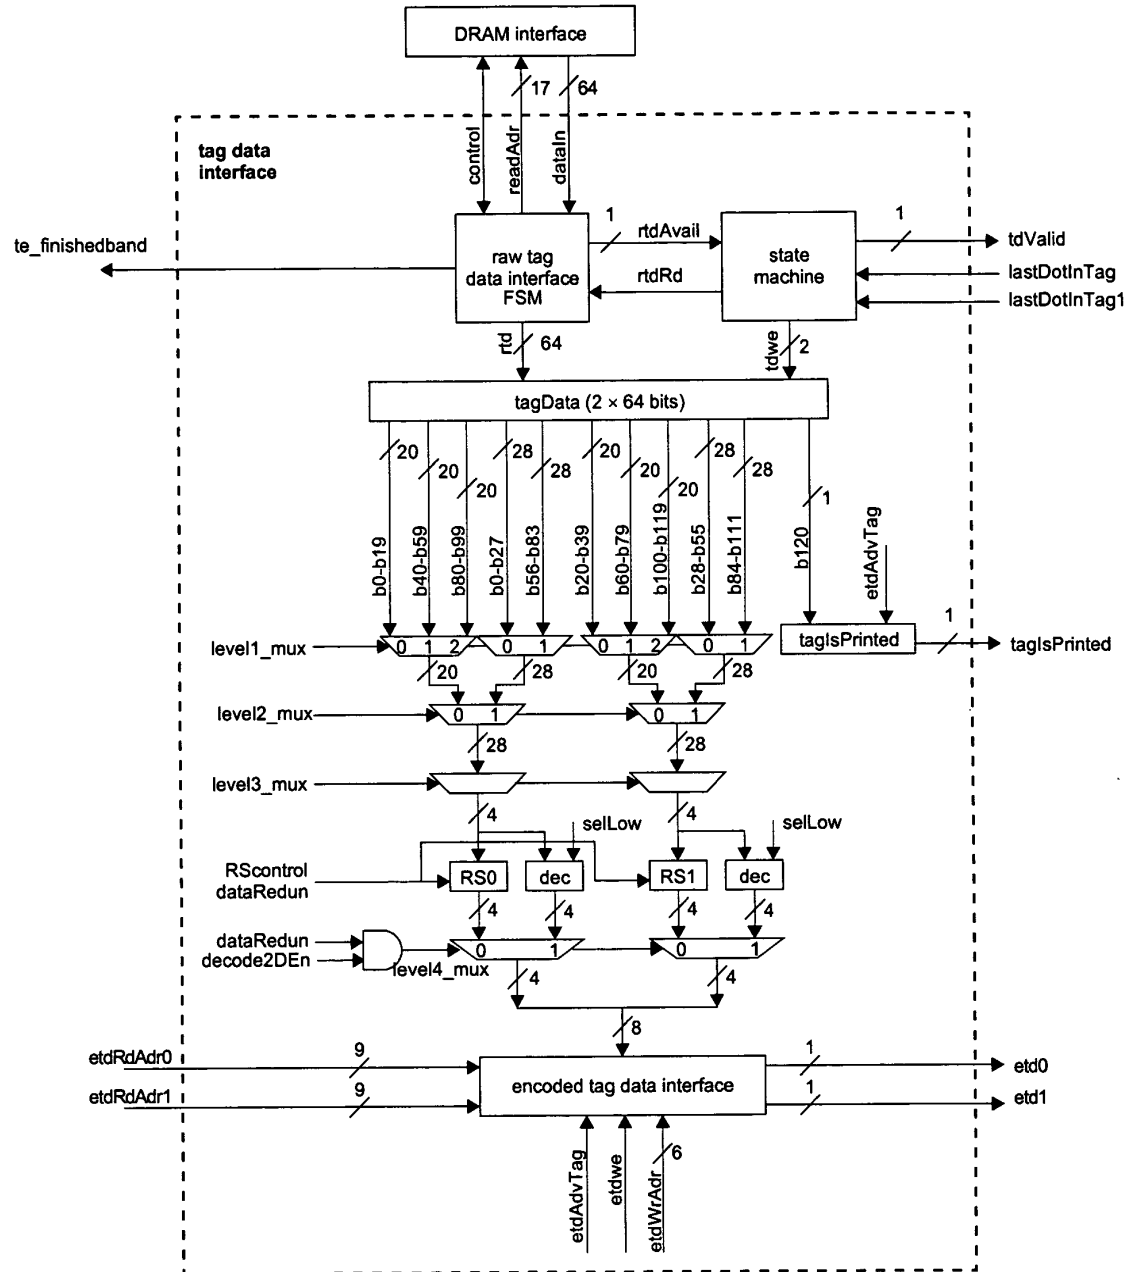 DRAM interface
17
64
control
readAdr
dataIn
tag data
interface
1
1
te_finishedband
raw tag
data interface
FSM
rtdAvail
rtdRd
state
machine
tdValid
lastDotInTag
lastDotInTag1
rtd
64
tdwe
2
tagData (2 × 64 bits)
20
20
20
28
28
20
20
20
28
28
1
b0-b19
b40-b59
b80-b99
b0-b27
b56-b83
b20-b39
b60-b79
b100-b119
b28-b55
b84-b111
b120
etdAdvTag
level1_mux
0 1 2
0 1
0 1 2
0 1
tagIsPrinted
1
tagIsPrinted
20
28
20
28
level2_mux
0 1
0 1
28
28
level3_mux
4
4
selLow
selLow
RScontrol
dataRedun
RS0
dec
RS1
dec
4
4
4
4
dataRedun
decode2DEn
level4_mux
0 1
0 1
4
4
8
etdRdAdr0
9
encoded tag data interface
1
etd0
etdRdAdr1
9
1
etd1
etdAdvTag
etdwe
etdWrAdr
6